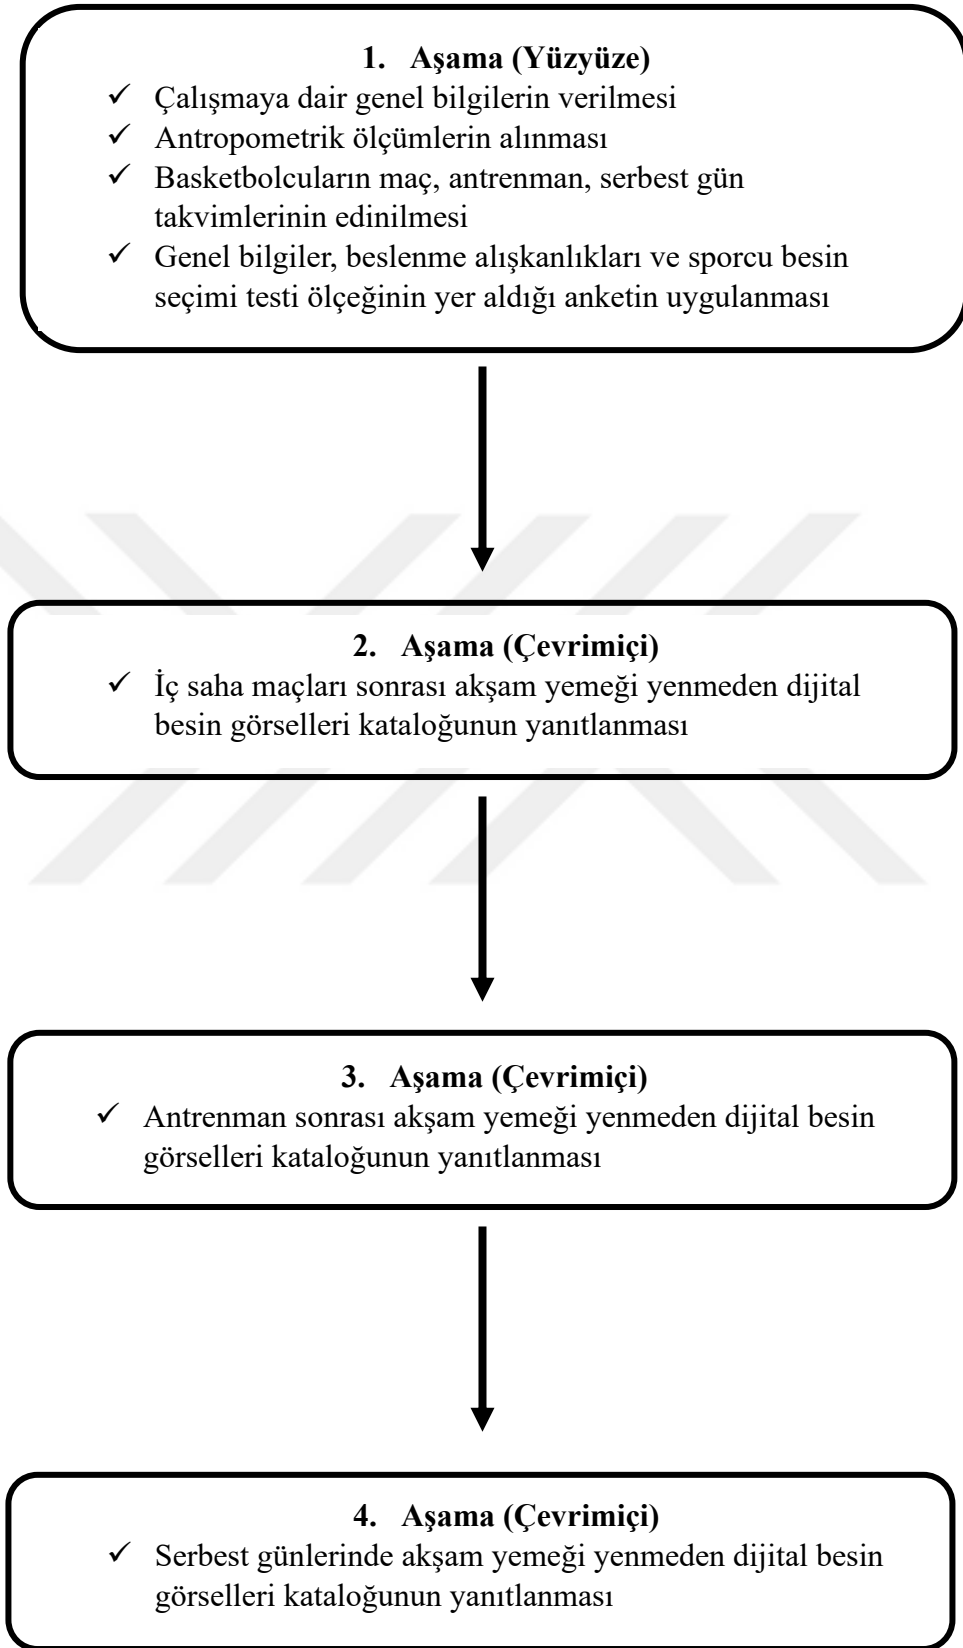 1. Aşama (Yüzyüze)
✓ Çalışmaya dair genel bilgilerin verilmesi
✓ Antropometrik ölçümlerin alınması
✓ Basketbolcuların maç, antrenman, serbest gün
takvimlerinin edinilmesi
✓ Genel bilgiler, beslenme alışkanlıkları ve sporcu besin
seçimi testi ölçeğinin yer aldığı anketin uygulanması
2. Aşama (Çevrimiçi)
✓ İç saha maçları sonrası akşam yemeği yenmeden dijital
besin görselleri kataloğunun yanıtlanması
3. Aşama (Çevrimiçi)
✓ Antrenman sonrası akşam yemeği yenmeden dijital besin
görselleri kataloğunun yanıtlanması
4. Aşama (Çevrimiçi)
✓ Serbest günlerinde akşam yemeği yenmeden dijital besin
görselleri kataloğunun yanıtlanması